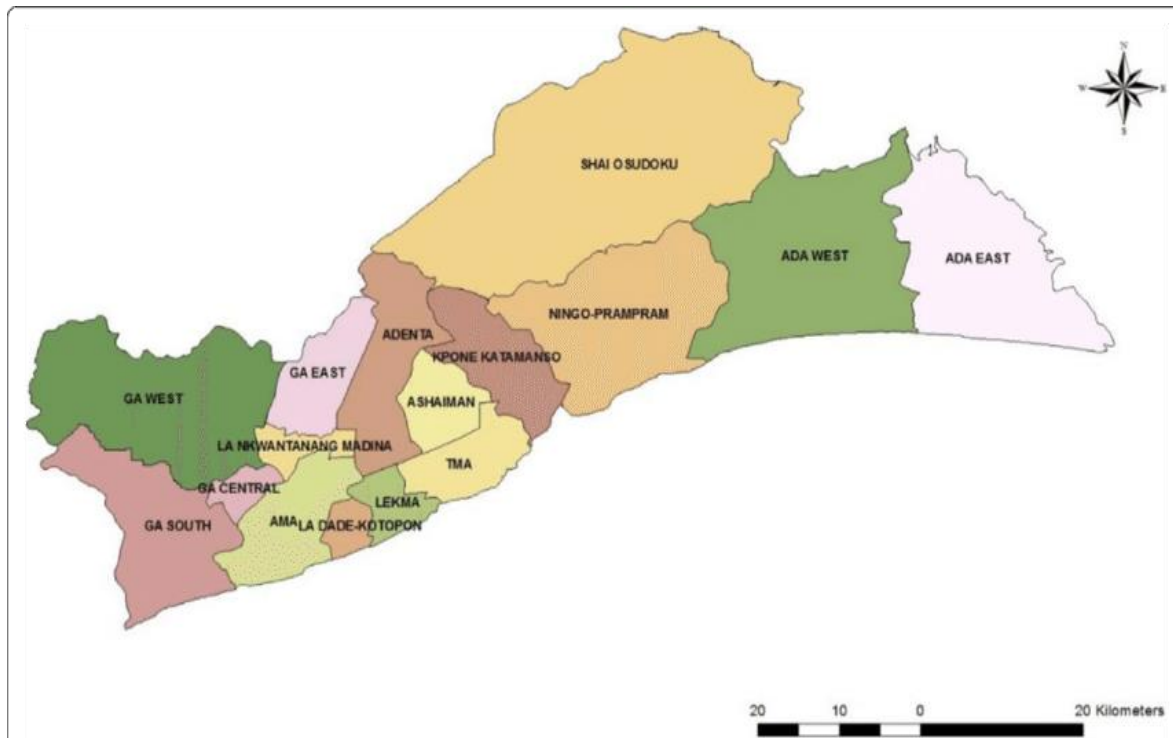 N
W E
S
SHAI OSUDOKU
ADA WEST
ADA EAST
NINGO-PRAMPRAM
ADENTA
KPONE KATAMANSO
GA EAST
ASHAIMAN
GA WEST
LA NKWANTANANG MADINA
TMA
GA CENTRAL
LEKMA
GA SOUTH
AMA
LA DADE-KOTOPON
20 10 0 20 Kilometers